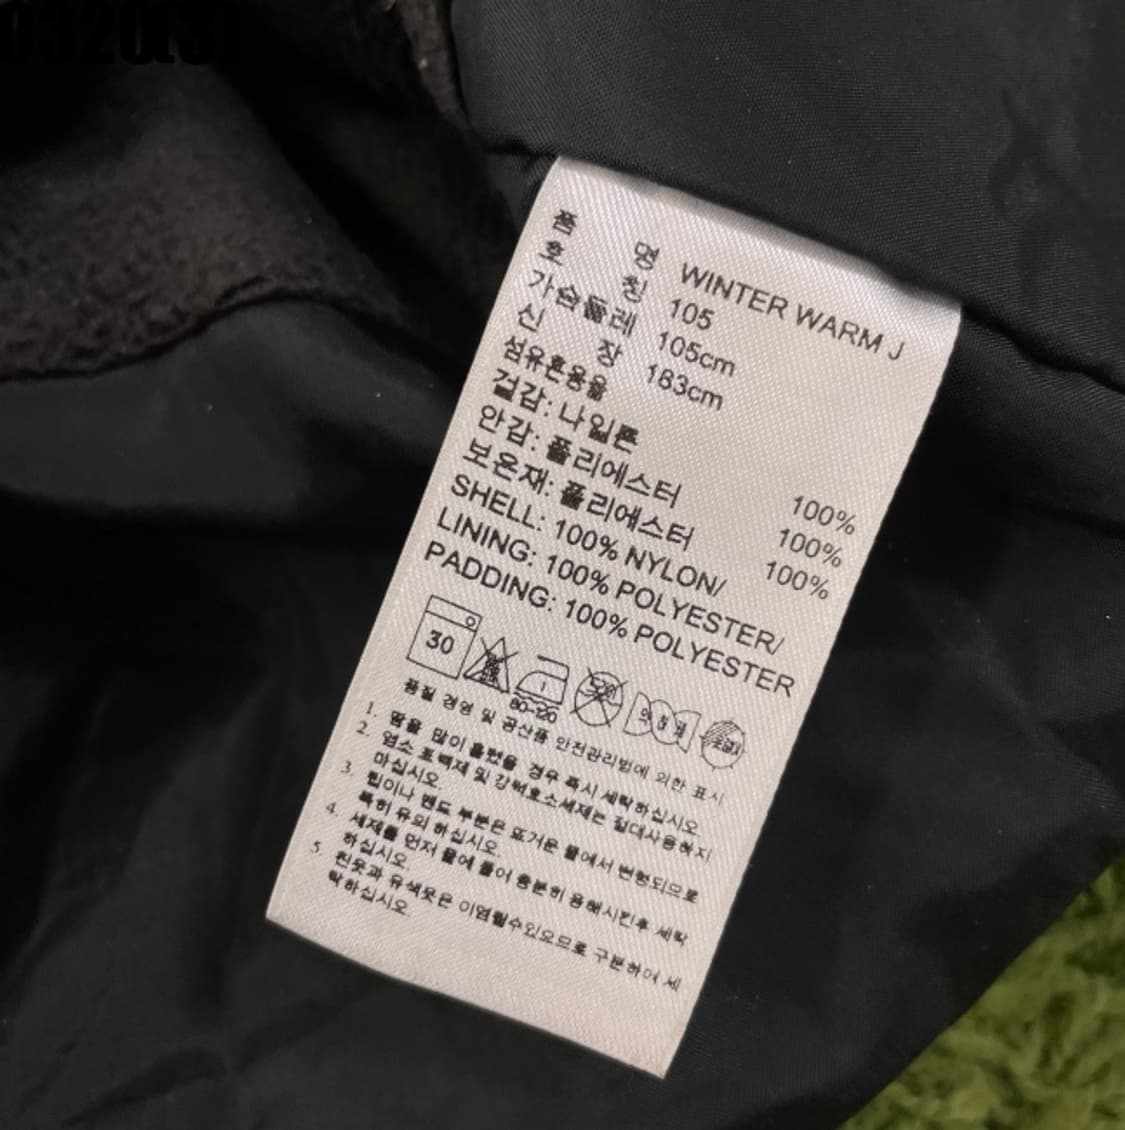 0320(3)
품 명 WINTER WARM J
호 칭 105
가슴둘레 105cm
신 장 183cm
섬유혼용율
겉감: 나일론 100%
안감: 폴리에스터 100%
보온재: 폴리에스터 100%
SHELL: 100% NYLON/
LINING: 100% POLYESTER/
PADDING: 100% POLYESTER
30 80~120
품질 경영 및 공산품 안전관리법에 의한 표시
1. 땀을 많이 흘렸을 경우 즉시 세탁하십시오
2. 염소 표백제 및 강력효소세제는 절대사용하지
마십시오.
3. 립이나 밴드 부분은 뜨거운 물에서 변형되므로
특히 유의 하십시오.
4. 세제를 먼저 물에 풀어 충분히 용해시킨후 세탁
하십시오.
5. 흰옷과 유색옷은 이염될수있으므로 구분하여 세
탁하십시오.